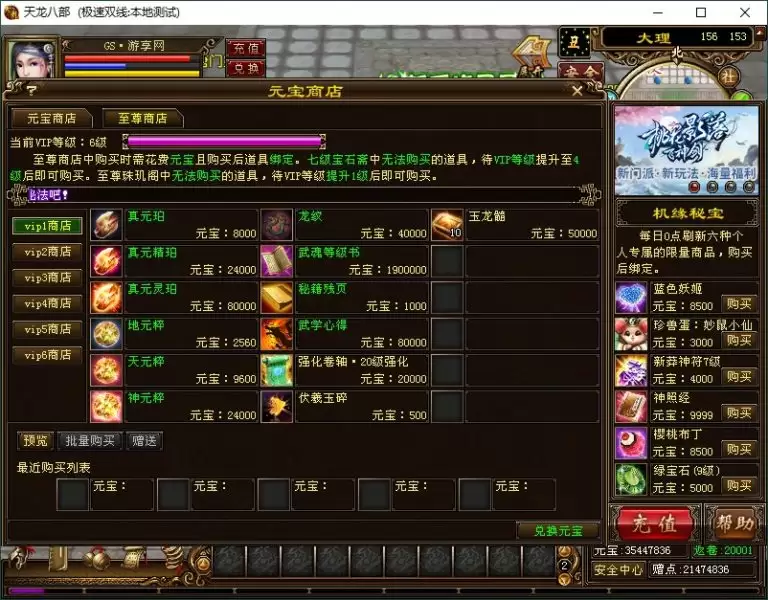 天龙八部 (极速双线:本地测试)
GS·游享网
充值
兑换
丑
大理 156 153
北
社
安全
? 元宝商店
元宝商店 至尊商店
当前VIP等级：6级
至尊商店中购买时需花费元宝且购买后道具绑定。七级宝石斋中无法购买的道具，待VIP等级提升至4
级后即可购买。至尊珠玑阁中无法购买的道具，待VIP等级提升1级后即可购买。
法吧！
vip1商店
vip2商店
vip3商店
vip4商店
vip5商店
vip6商店
真元珀
元宝：8000
龙纹
元宝：40000
10
玉龙髓
元宝：50000
真元精珀
元宝：24000
武魂等级书
元宝：1900000
真元灵珀
元宝：80000
秘籍残页
元宝：1000
地元粹
元宝：2560
武学心得
元宝：80000
天元粹
元宝：9600
强化卷轴·20级强化
元宝：20000
神元粹
元宝：24000
伏羲玉碎
元宝：500
预览 批量购买 赠送
最近购买列表
元宝： 元宝： 元宝： 元宝： 元宝：
兑换元宝
桃花影落
新门派·新玩法·海量福利
机缘秘宝
每日0点刷新六种个
人专属的限量商品，购买
后绑定。
蓝色妖姬
元宝：8500 购买
珍兽蛋：妙鼠小仙
元宝：3000 购买
新莽神符7级
元宝：4000 购买
神照经
元宝：9999 购买
樱桃布丁
元宝：8500 购买
绿宝石(9级)
元宝：5000 购买
充值 帮助
元宝：35447836 返卷：20001
安全中心 赠点：21474836
2